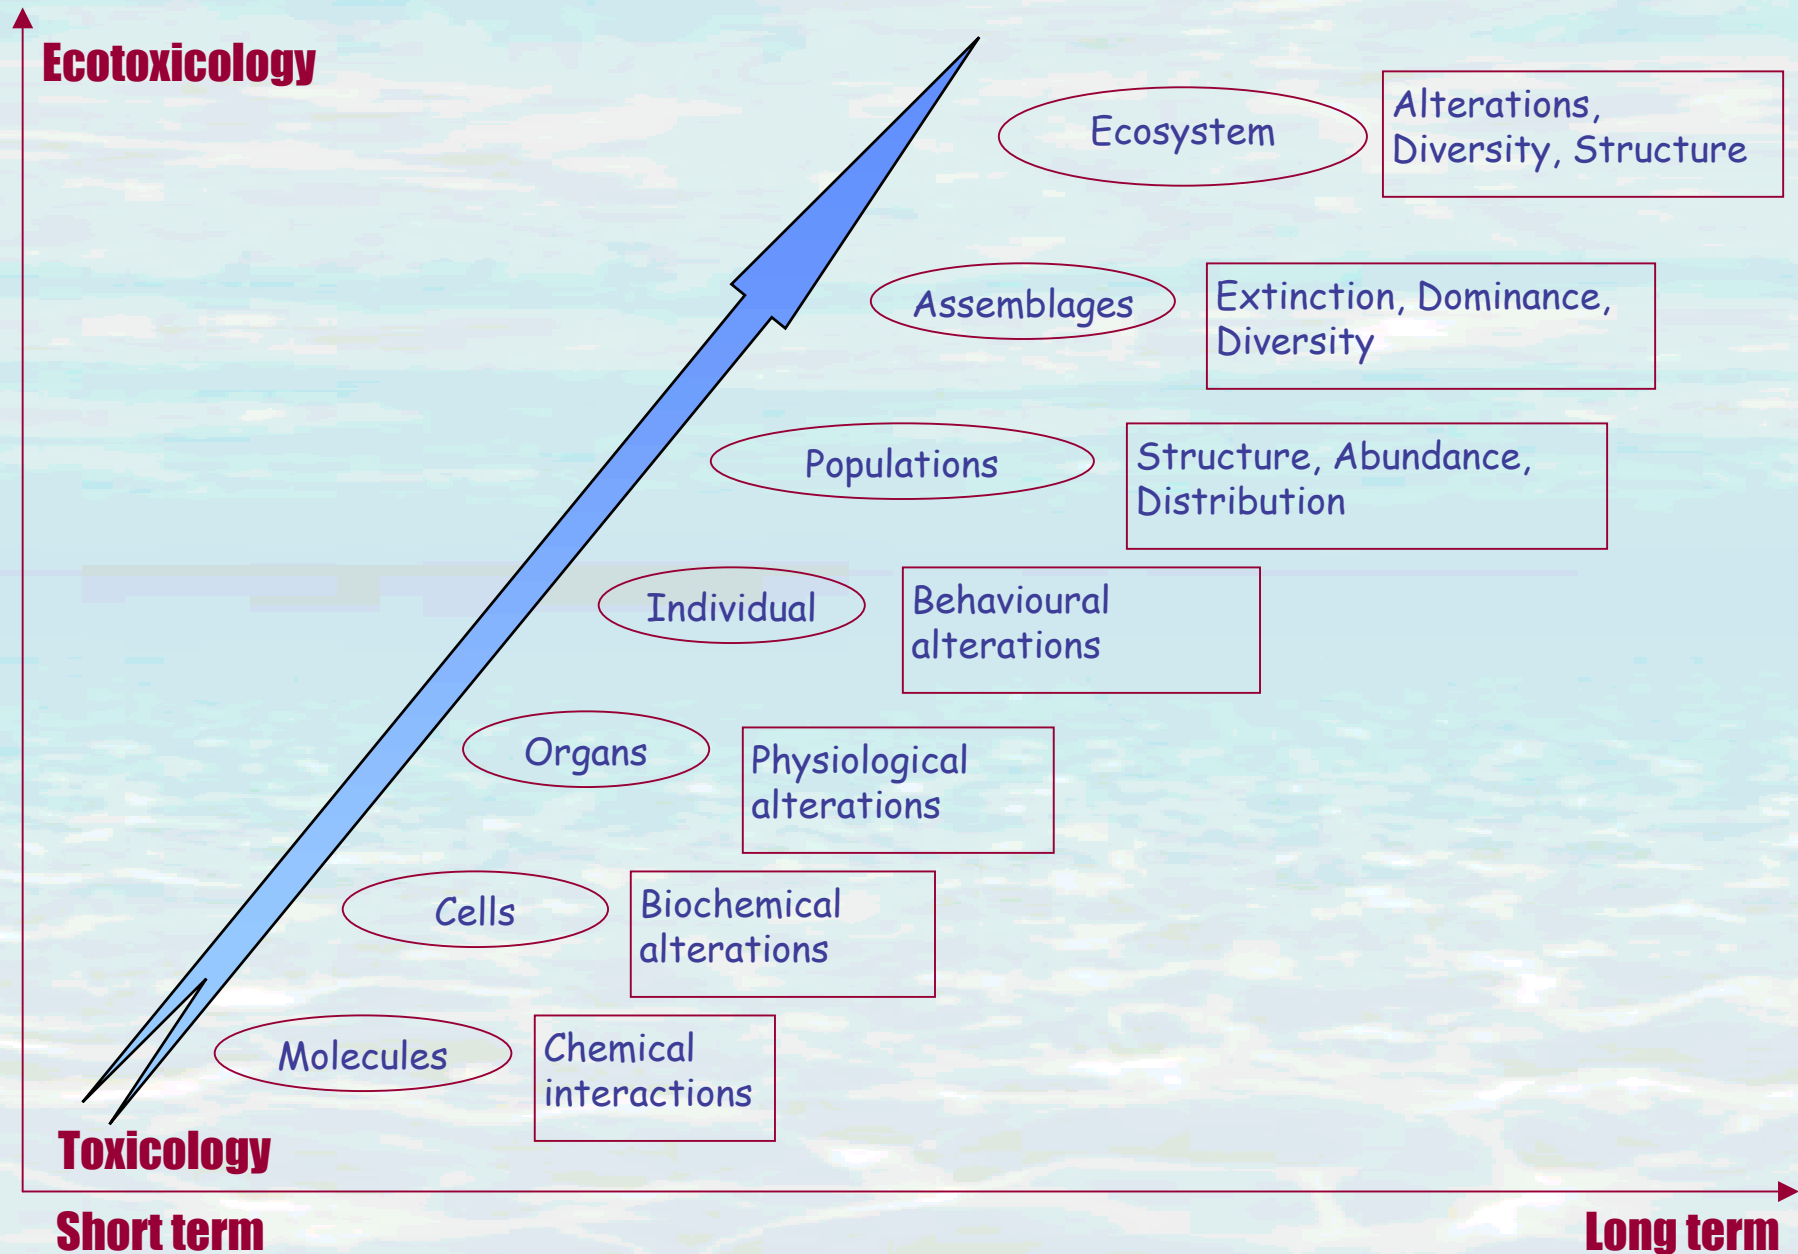 Ecotoxicology
Ecosystem
Alterations,
Diversity, Structure
Assemblages
Extinction, Dominance,
Diversity
Populations
Structure, Abundance,
Distribution
Individual
Behavioural
alterations
Organs
Physiological
alterations
Cells
Biochemical
alterations
Molecules
Chemical
interactions
Toxicology
Short term
Long term